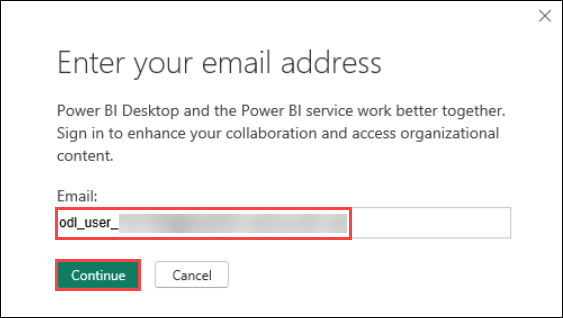 Enter your email address
Power BI Desktop and the Power BI service work better together.
Sign in to enhance your collaboration and access organizational
content.
Email:
odl_user_
Continue Cancel